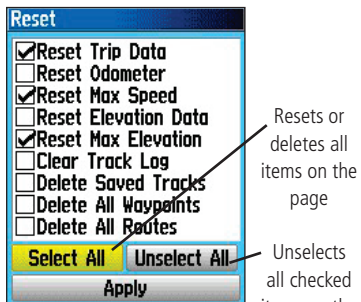 Reset
Reset Trip Data
Reset Odometer
Reset Max Speed
Reset Elevation Data
Reset Max Elevation
Clear Track Log
Delete Saved Tracks
Delete All Waypoints
Delete All Routes
Select All
Unselect All
Apply
Resets or
deletes all
items on the
page
Unselects
all checked